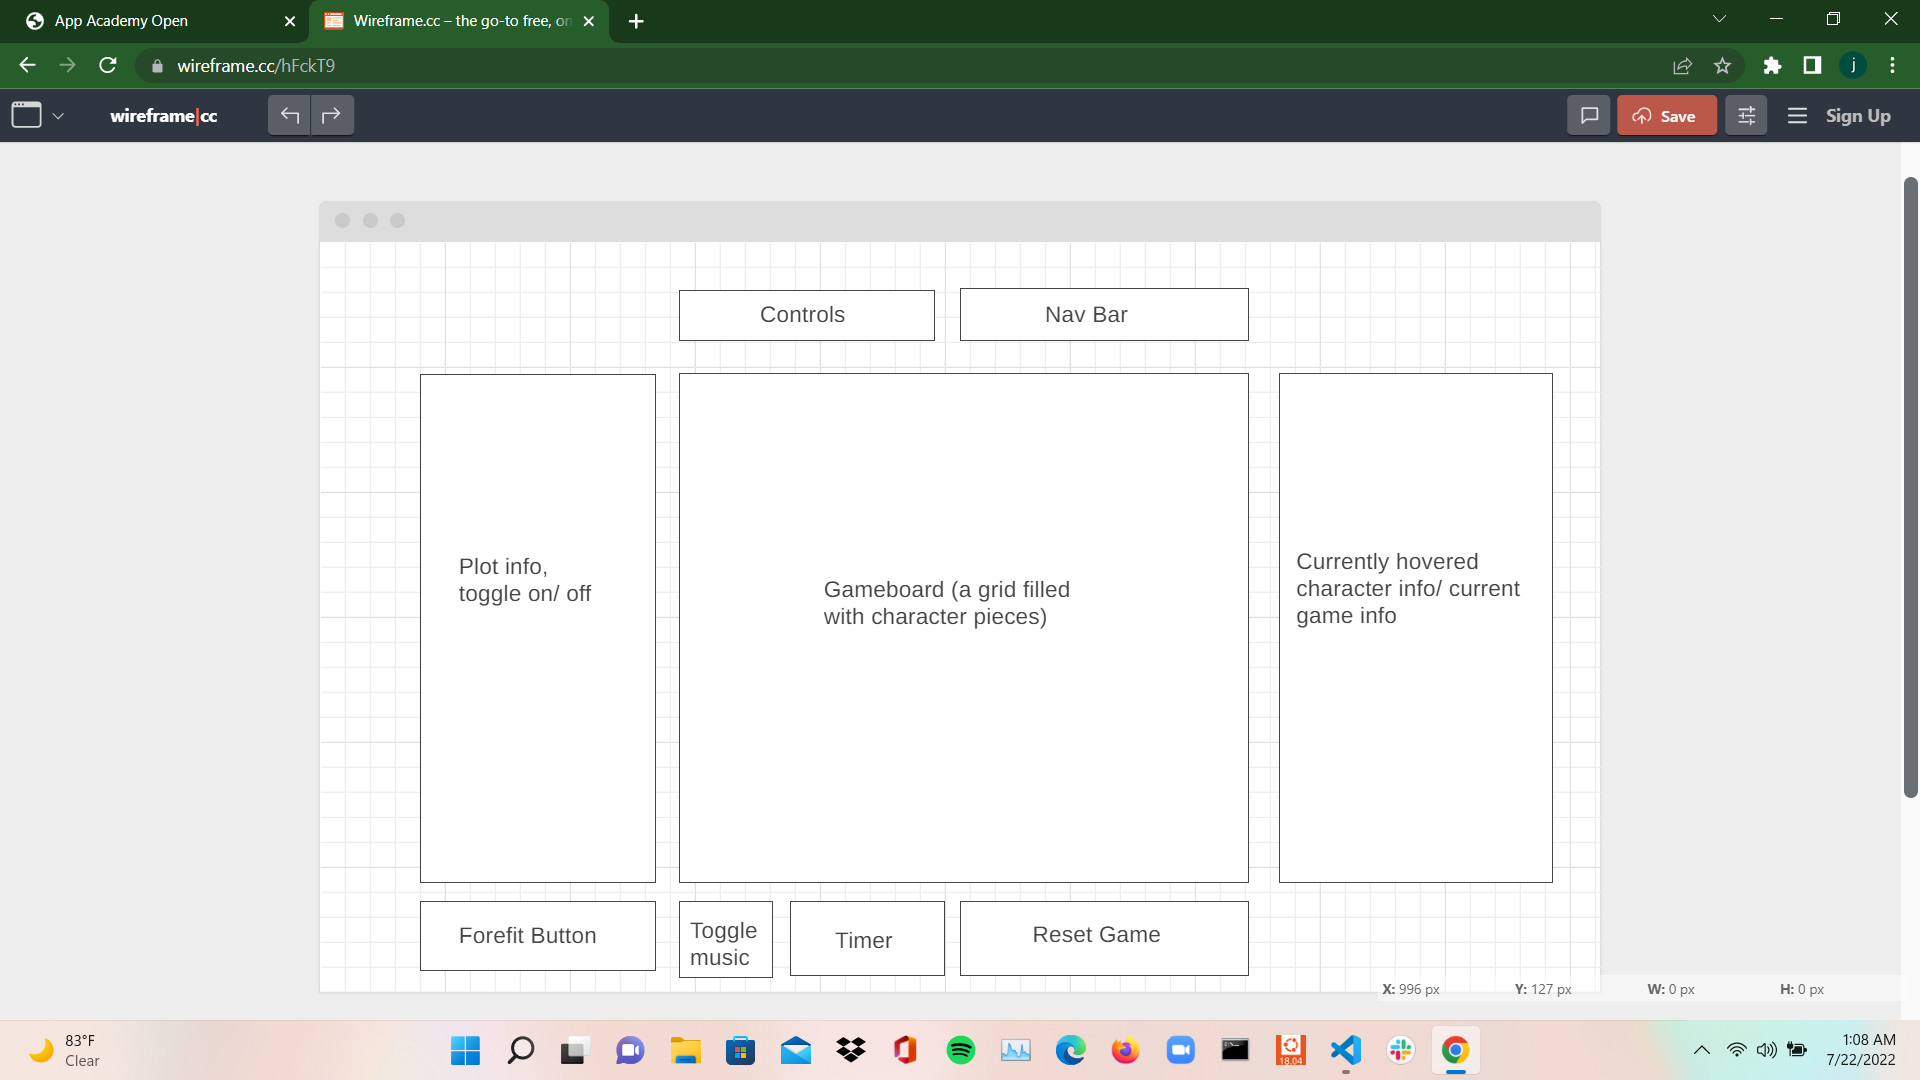 App Academy Open
Wireframe.cc – the go-to free, on
wireframe.cc/hFckT9
j
wireframe|cc
Save
Sign Up
Controls
Nav Bar
Plot info,
toggle on/ off
Gameboard (a grid filled
with character pieces)
Currently hovered
character info/ current
game info
Forefit Button
Toggle
music
Timer
Reset Game
X: 996 px
Y: 127 px
W: 0 px
H: 0 px
83°F
Clear
18.04
1:08 AM
7/22/2022